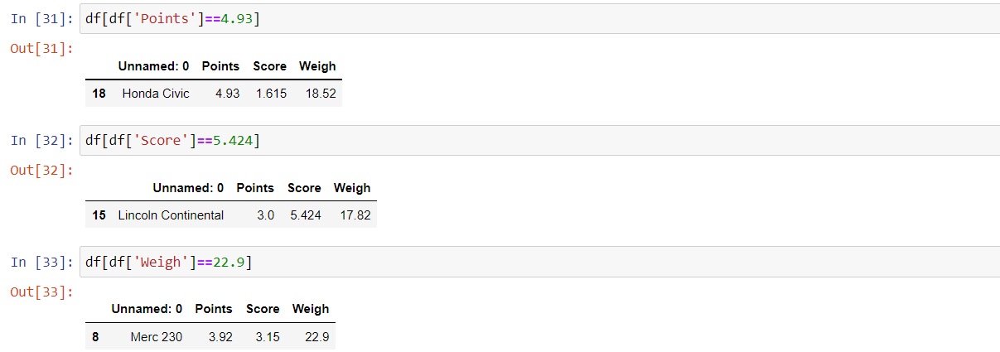 In [31]: df[df['Points']==4.93]
Out[31]:
Unnamed: 0 Points Score Weigh
18 Honda Civic 4.93 1.615 18.52
In [32]: df[df['Score']==5.424]
Out[32]:
Unnamed: 0 Points Score Weigh
15 Lincoln Continental 3.0 5.424 17.82
In [33]: df[df['Weigh']==22.9]
Out[33]:
Unnamed: 0 Points Score Weigh
8 Merc 230 3.92 3.15 22.9